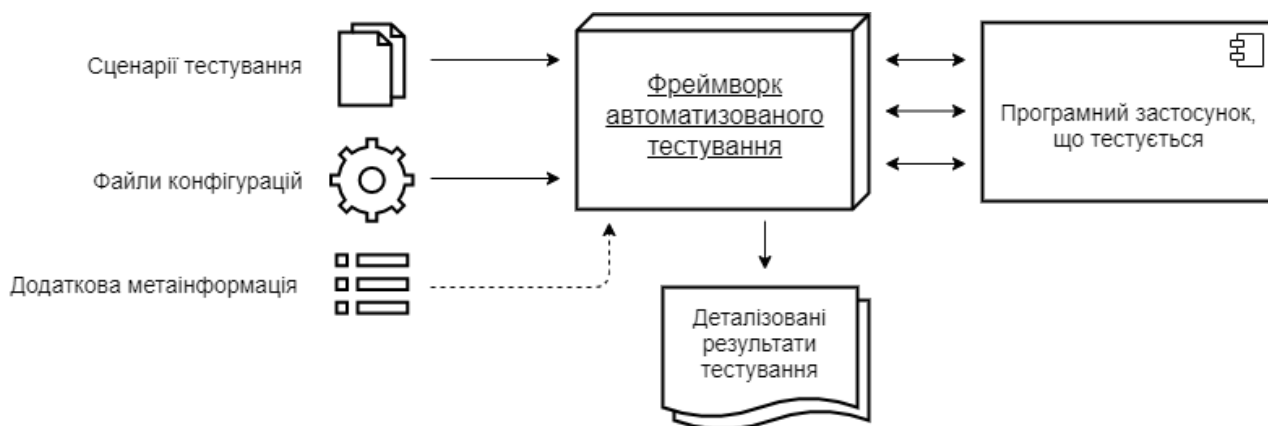 Сценарії тестування
Файли конфігурацій
Додаткова метаінформація
Фреймворк
автоматизованого
тестування
Програмний застосунок,
що тестується
Деталізовані
результати
тестування